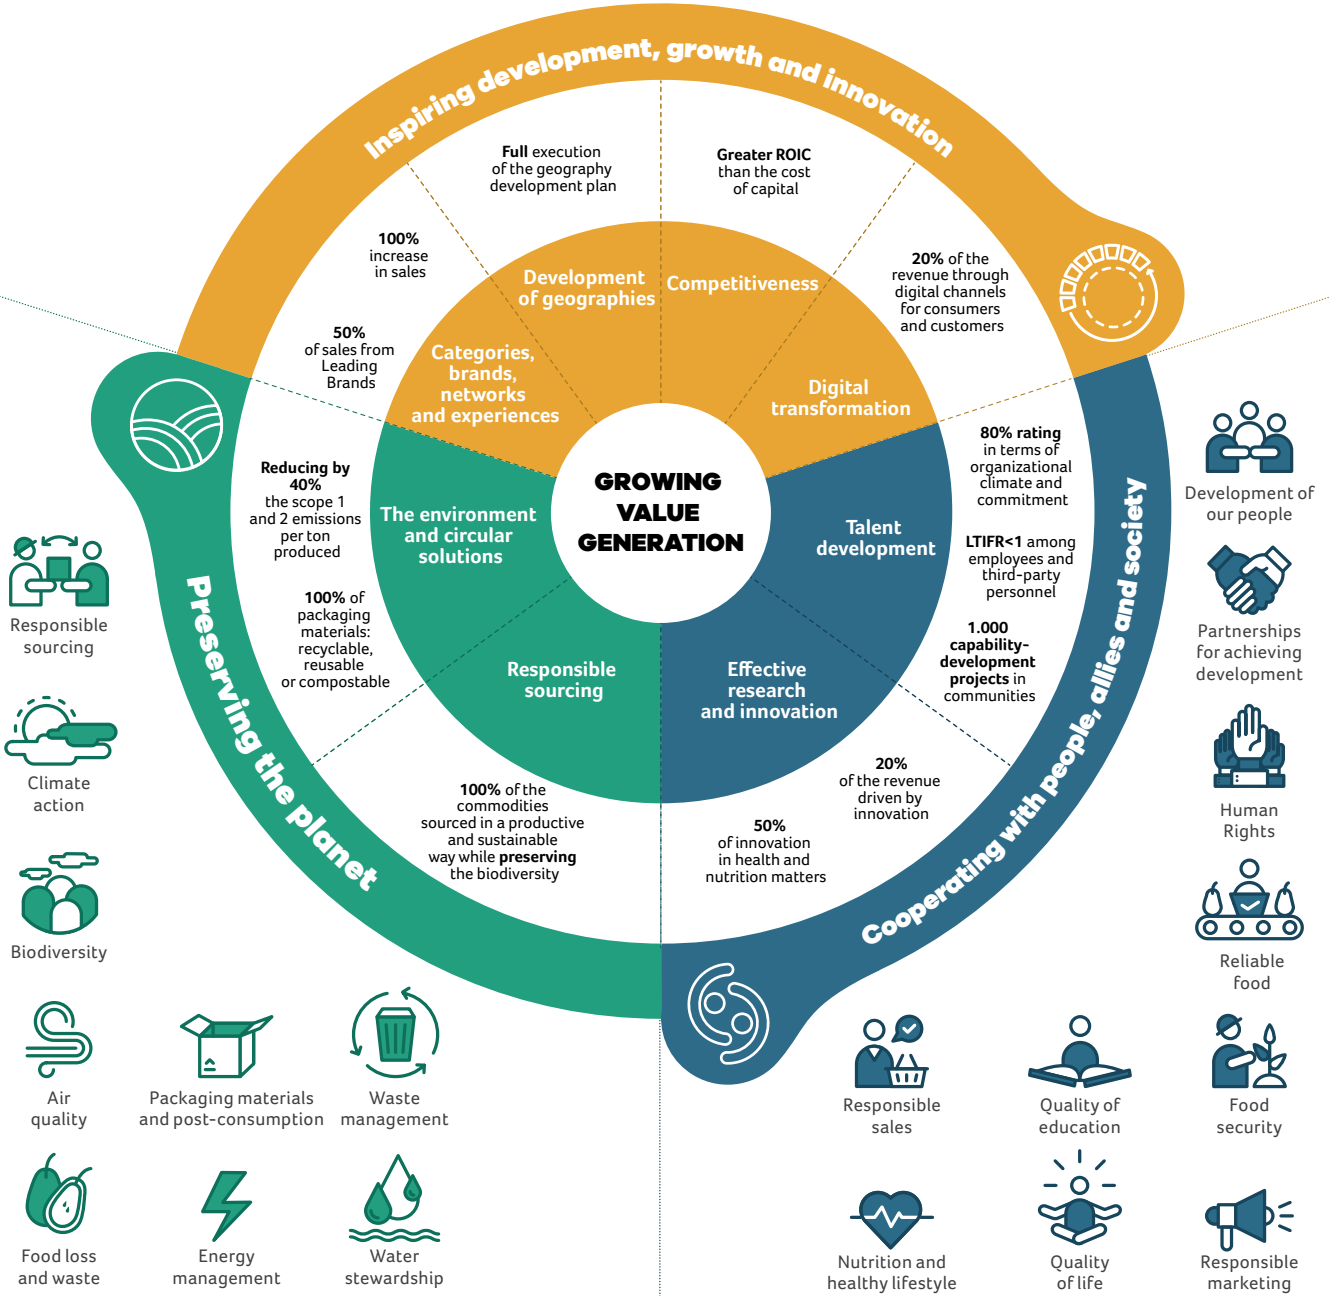 Inspiring development, growth and innovation
Full execution
of the geography
development plan
Greater ROIC
than the cost
of capital
100%
increase
in sales
50%
of sales from
Leading
Brands
20% of the
revenue through
digital channels
for consumers
and customers
Development
of geographies
Competitiveness
Categories,
brands,
networks
and experiences
Digital
transformation
GROWING
VALUE
GENERATION
Preserving the planet
Reducing by
40%
the scope 1
and 2 emissions
per ton
produced
100% of
packaging
materials:
recyclable,
reusable
or compostable
100% of the
commodities
sourced in a productive
and sustainable
way while preserving
the biodiversity
The environment
and circular
solutions
Responsible
sourcing
Cooperating with people, allies and society
Talent
development
Effective
research
and innovation
80% rating
in terms of
organizational
climate and
commitment
LTIFR<1 among
employees and
third-party
personnel
1.000
capability-
development
projects in
communities
20%
of the revenue
driven by
innovation
50%
of innovation
in health and
nutrition matters
Responsible
sourcing
Climate
action
Biodiversity
Air
quality
Packaging materials
and post-consumption
Waste
management
Food loss
and waste
Energy
management
Water
stewardship
Development of
our people
Partnerships
for achieving
development
Human
Rights
Reliable
food
Responsible
sales
Quality of
education
Food
security
Nutrition and
healthy lifestyle
Quality
of life
Responsible
marketing